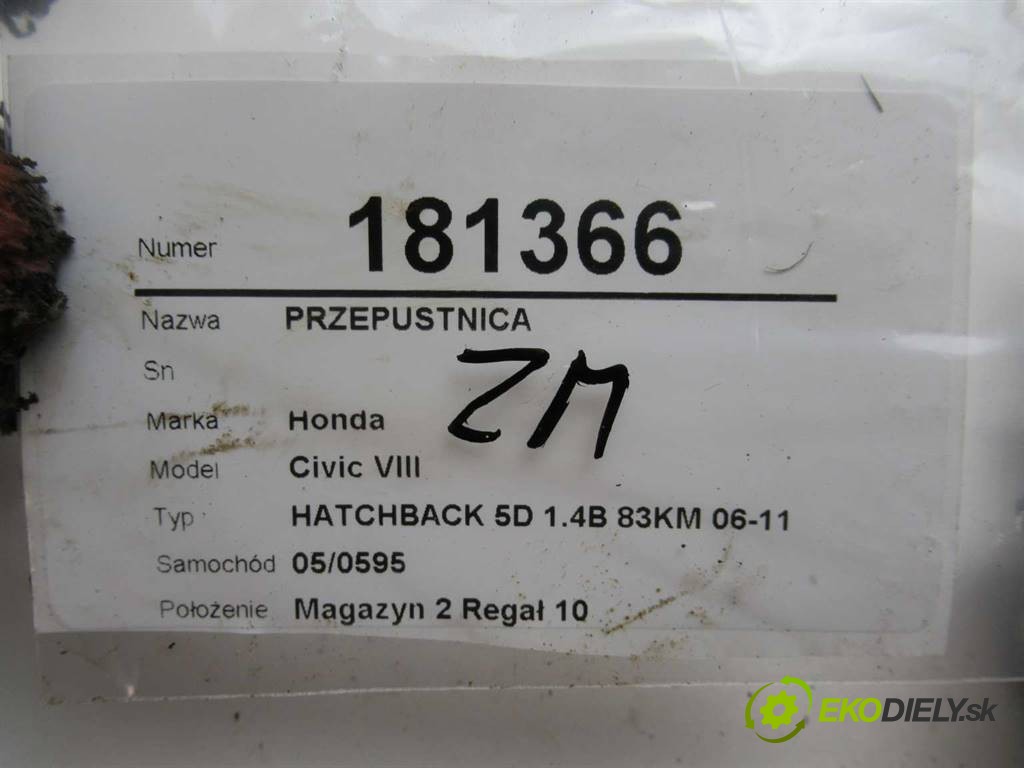 Numer 181366
Nazwa PRZEPUSTNICA
Sn
ZM
Marka Honda
Model Civic VIII
Typ HATCHBACK 5D 1.4B 83KM 06-11
Samochód 05/0595
Położenie Magazyn 2 Regał 10
EKODIELY.sk